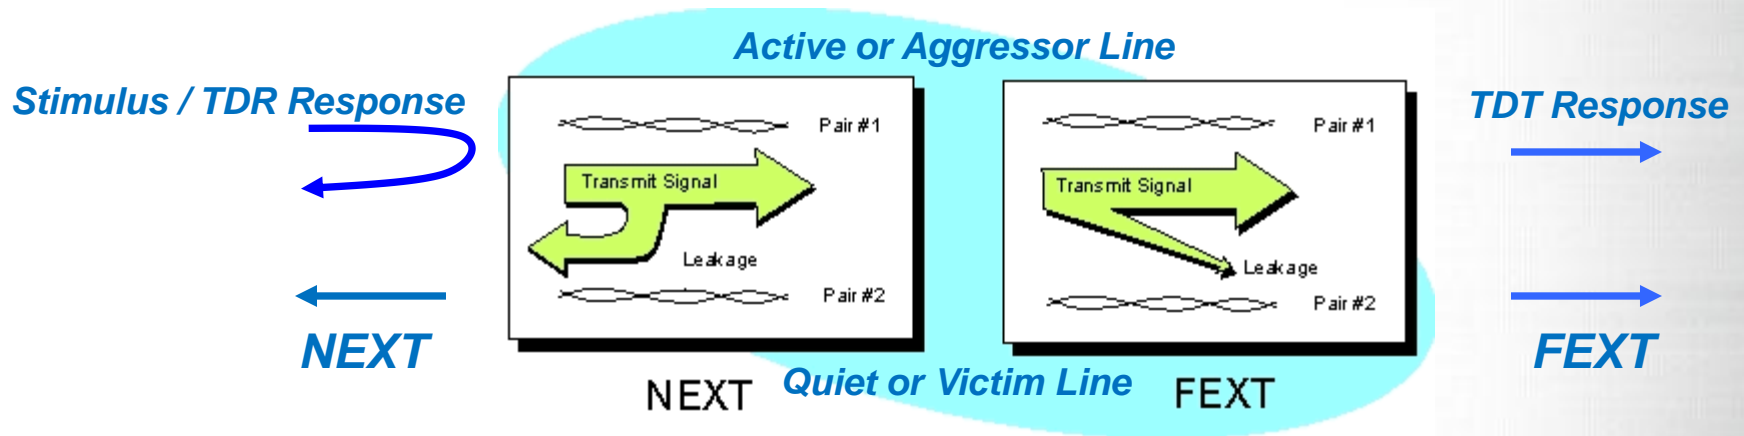 Active or Aggressor Line
Stimulus / TDR Response
TDT Response
Pair #1
Transmit Signal
Leakage
Pair #2
Pair #1
Transmit Signal
Leakage
Pair #2
NEXT
FEXT
Quiet or Victim Line
NEXT
FEXT